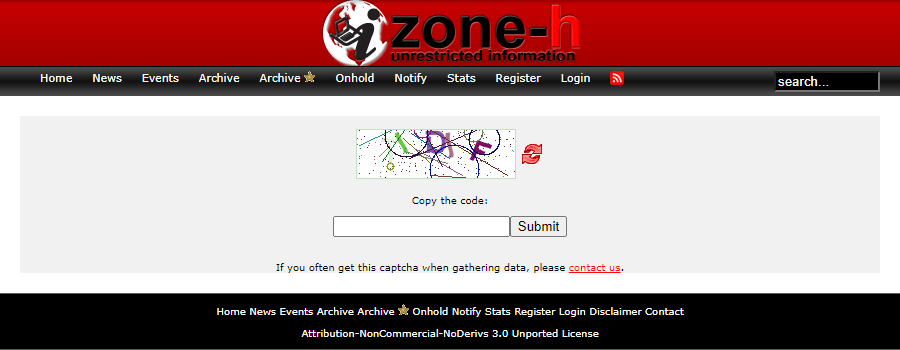 zone-h
unrestricted information
Home News Events Archive Archive Onhold Notify Stats Register Login search...
Copy the code:
Submit
If you often get this captcha when gathering data, please contact us.
Home News Events Archive Archive Onhold Notify Stats Register Login Disclaimer Contact
Attribution-NonCommercial-NoDerivs 3.0 Unported License